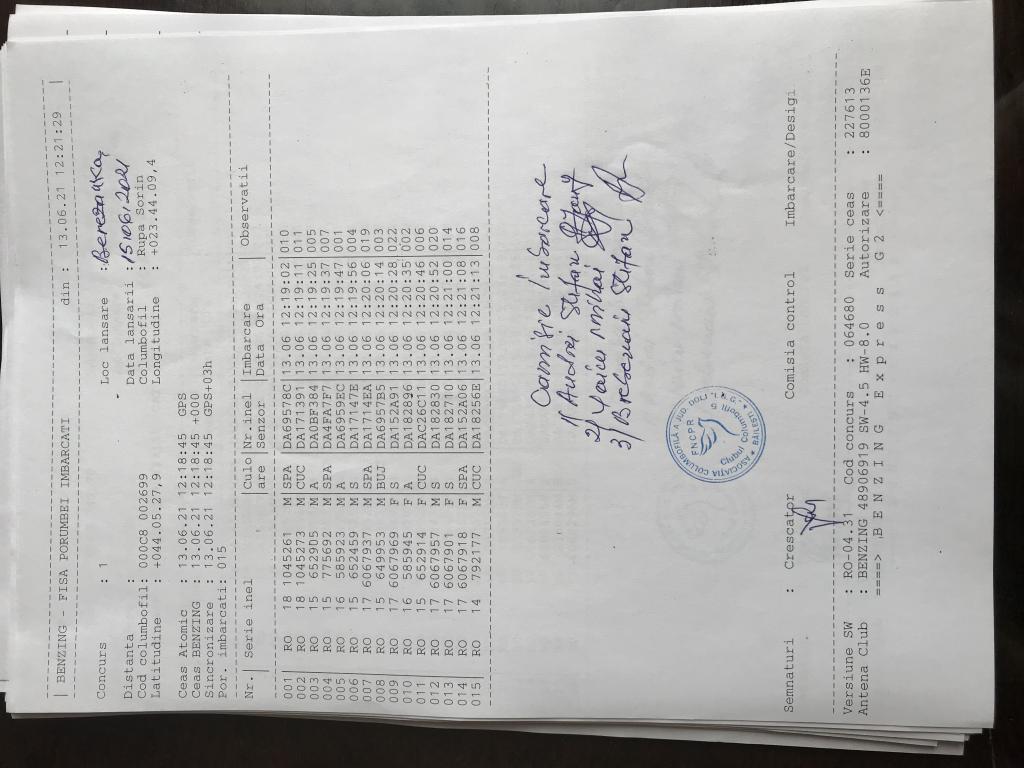 | BENZING - FISA PORUMBEI IMBARCATI din : 13.06.21 12:21:29 |
Concurs : 1 Loc lansare :
Distanta : Data lansarii : 15/06/2021
Cod columbofil: 000C8 002699 Columbofil : Rupa Sorin
Latitudine : +044.05.27,9 Longitudine : +023.44.09,4
Ceas Atomic : 13.06.21 12:18:45 GPS
Ceas BENZING : 13.06.21 12:18:45 +000
Sincronizare : 13.06.21 12:18:45 GPS+03h
Por. imbarcati: 015
Nr.| Serie inel |Culo|Nr.inel |Imbarcare |Observatii
|are |Senzor |Data Ora |
001| RO 18 1045261 M|SPA |DA69578C|13.06 12:19:02|010
002| RO 18 1045273 M|CUC |DA171391|13.06 12:19:11|011
003| RO 15 652905 M|A |DA0BF384|13.06 12:19:25|005
004| RO 15 775692 M|SPA |DA4FA7F7|13.06 12:19:37|007
005| RO 16 585923 M|A |DA6959EC|13.06 12:19:47|001
006| RO 15 652459 M|S |DA17147E|13.06 12:19:56|004
007| RO 17 6067937 M|SPA |DA1714EA|13.06 12:20:06|019
008| RO 15 649953 M|BUJ |DA6957B5|13.06 12:20:14|003
009| RO 17 6067969 F|S |DA152A91|13.06 12:20:28|022
010| RO 16 585945 F|A |DA182896|13.06 12:20:35|002
011| RO 15 652914 F|CUC |DAC26C11|13.06 12:20:46|006
012| RO 17 6067957 M|S |DA182830|13.06 12:20:52|020
013| RO 17 6067901 F|S |DA182710|13.06 12:21:00|014
014| RO 17 6067918 F|SPA |DA152A06|13.06 12:21:08|016
015| RO 14 792177 M|CUC |DA18256E|13.06 12:21:13|008
Comisie Imbarcare
1) Andrei Stefan
2) Voicu Mihai
3) Stefan
ASOCIAȚIA COLUMBOFILĂ A JUD. DOLJ
FNCPR
Clubul Columbofil 5
BĂILEȘTI
Semnaturi : Crescator Comisia control Imbarcare/Desigi
Versiune SW : RO-04.31 Cod concurs : 064680 Serie ceas : 227613
Antena Club : BENZING 48906919 SW-4.5 HW-8.0 Autorizare : 8000136E
====> B E N Z I N G E x p r e s s G 2 <====